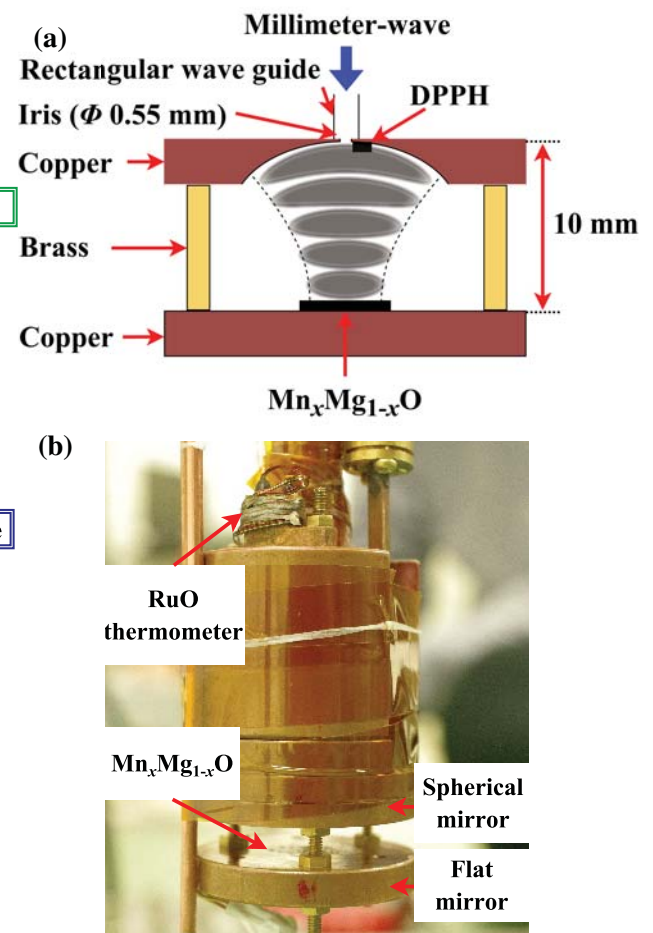 (a)
Millimeter-wave
Rectangular wave guide
DPPH
Iris (Φ 0.55 mm)
Copper
10 mm
Brass
Copper
MnₓMg₁₋ₓO
(b)
e
RuO
thermometer
MnₓMg₁₋ₓO
Spherical
mirror
Flat
mirror